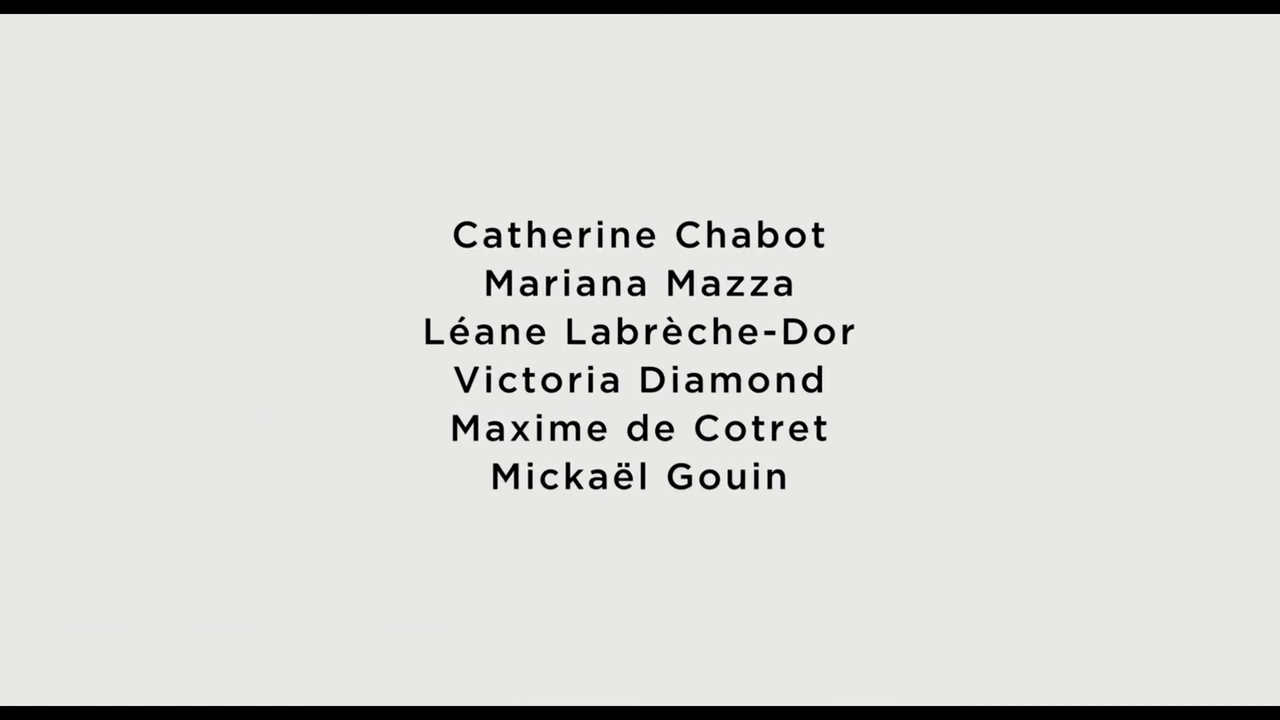 Catherine Chabot
Mariana Mazza
Léane Labrèche-Dor
Victoria Diamond
Maxime de Cotret
Mickaël Gouin